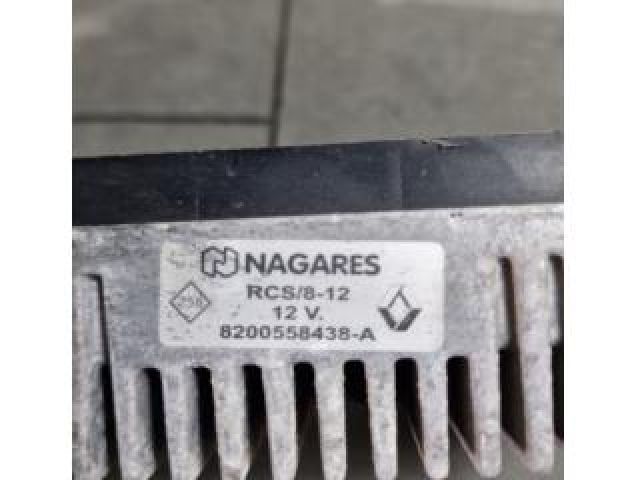 NAGARES
RCS/8-12
12 V.
8200558438-A